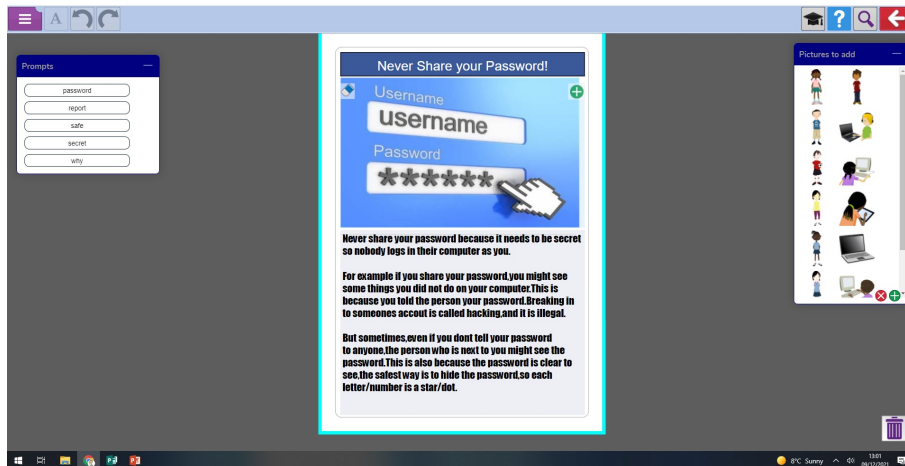 A
?
Prompts
password
report
safe
secret
why
Never Share your Password!
Username
username
Password
******
Never share your password because it needs to be secret
so nobody logs in their computer as you.
For example if you share your password,you might see
some things you did not do on your computer.This is
because you told the person your password.Breaking in
to someones accout is called hacking,and it is illegal.
But sometimes,even if you dont tell your password
to anyone,the person who is next to you might see the
password.This is also because the password is clear to
see,the safest way is to hide the password,so each
letter/number is a star/dot.
Pictures to add
8°C Sunny
13:01
09/12/2021